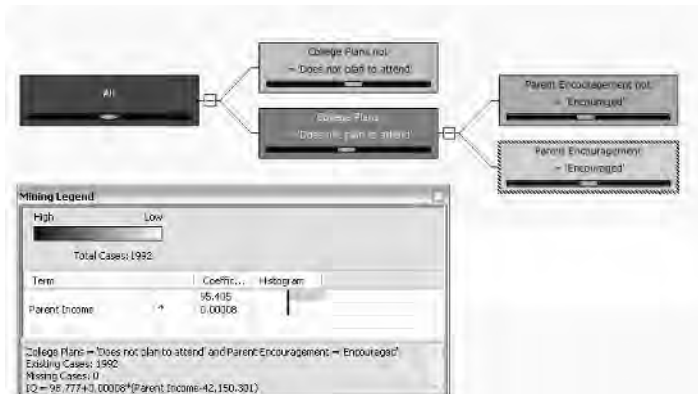 All
College Plans not
= 'Does not plan to attend'
College Plans
= 'Does not plan to attend'
Parent Encouragement not
= 'Encouraged'
Parent Encouragement
= 'Encouraged'
Mining Legend
High Low
Total Cases: 1992
Term Coeffic... Histogram
95.405
Parent Income * 0.00008
College Plans = 'Does not plan to attend' and Parent Encouragement = 'Encouraged'
Existing Cases: 1992
Missing Cases: 0
IQ = 98.777+0.00008*(Parent Income-42,150.301)